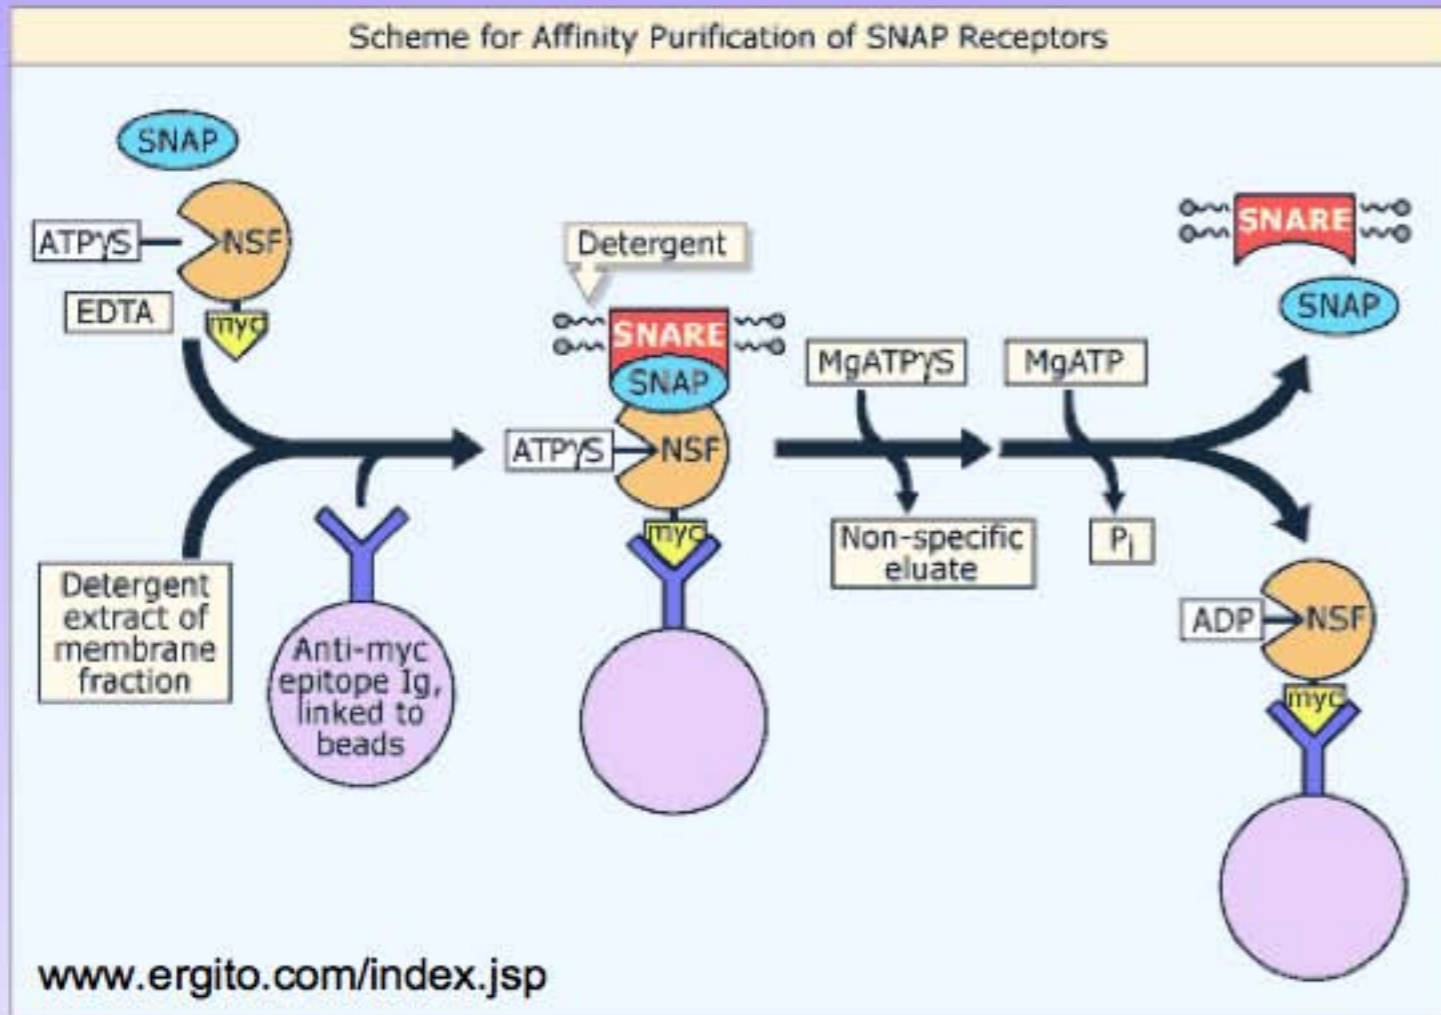 Scheme for Affinity Purification of SNAP Receptors
SNAP
ATPγS
NSF
EDTA
myc
Detergent
extract of
membrane
fraction
Anti-myc
epitope Ig,
linked to
beads
Detergent
SNARE
SNAP
ATPγS
NSF
myc
MgATPγS
Non-specific
eluate
MgATP
Pi
SNARE
SNAP
ADP
NSF
myc
www.ergito.com/index.jsp